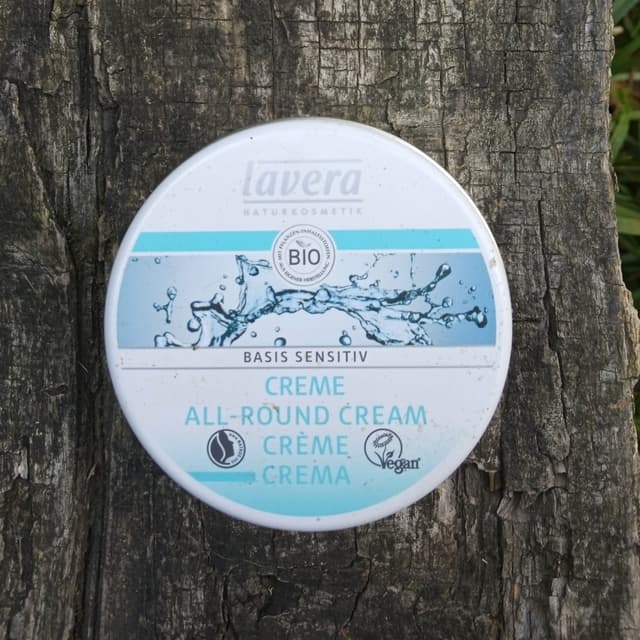 lavera
NATURKOSMETIK
BIO
BASIS SENSITIV
CREME
ALL-ROUND CREAM
CRÈME
CREMA
Vegan